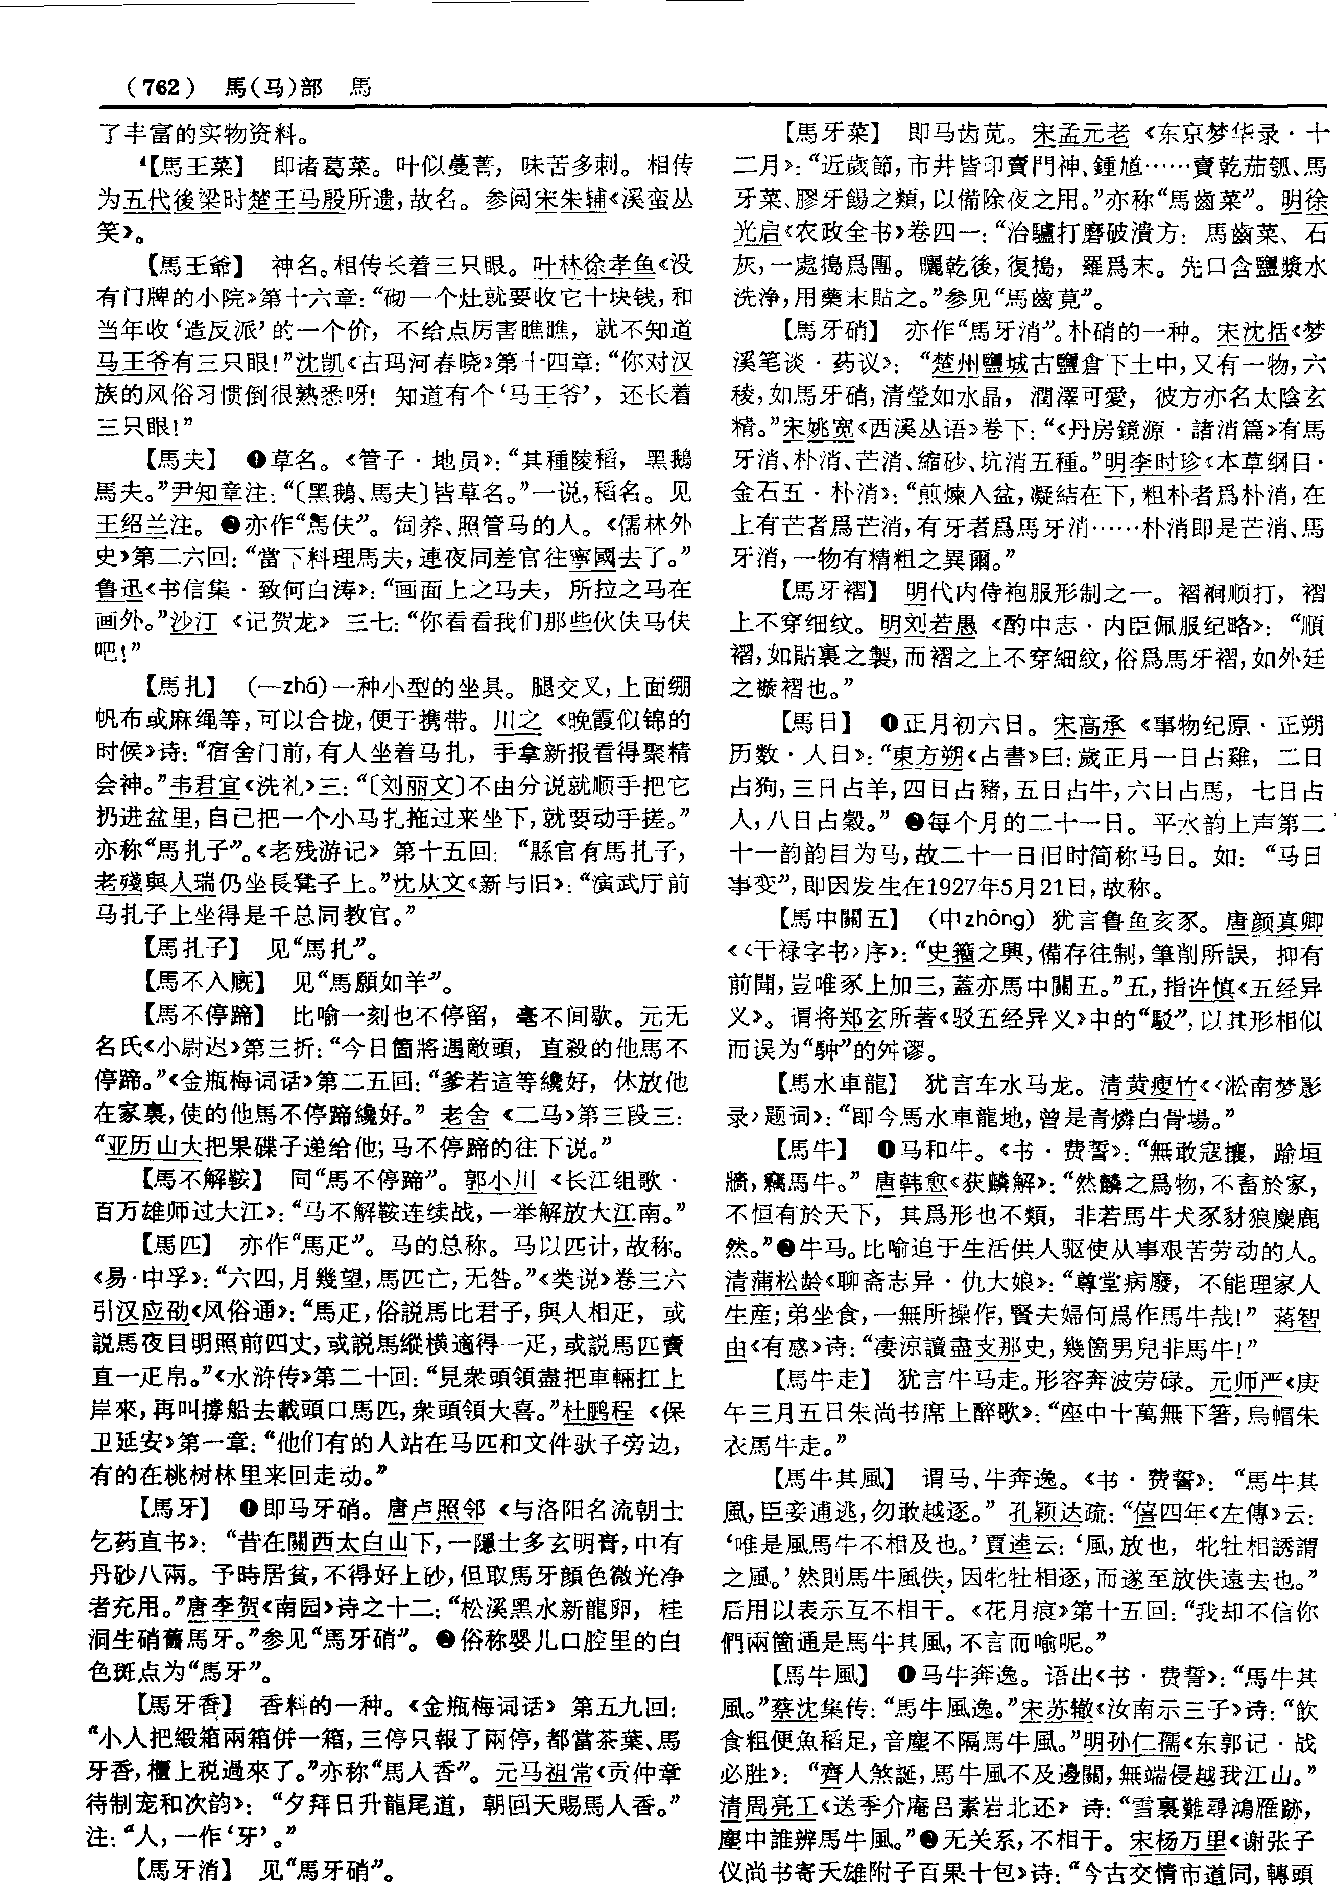 （762） 馬（马）部 馬
了丰富的实物资料。
【馬王菜】 即诸葛菜。叶似蔓菁，味苦多刺。相传
为五代後梁时楚王马殷所遗，故名。参阅宋朱辅《溪蛮丛
笑》。
【馬王爺】 神名。相传长着三只眼。叶林徐孝鱼《没
有门牌的小院》第十六章：“砌一个灶就要收它十块钱，和
当年收‘造反派’的一个价，不给点厉害瞧瞧，就不知道
马王爷有三只眼！”沈凯《古玛河春晓》第十四章：“你对汉
族的风俗习惯倒很熟悉呀！知道有个‘马王爷’，还长着
三只眼！”
【馬夫】 ❶草名。《管子·地员》：“其種陵稻，黑鵝
馬夫。”尹知章注：“〔黑鵝、馬夫〕皆草名。”一说，稻名。见
王绍兰注。❷亦作“馬伕”。饲养、照管马的人。《儒林外
史》第二六回：“當下料理馬夫，連夜同差官往寧國去了。”
鲁迅《书信集·致何白涛》：“画面上之马夫，所拉之马在
画外。”沙汀《记贺龙》三七：“你看看我们那些伙伕马伕
吧！”
【馬扎】 （—zhá）一种小型的坐具。腿交叉，上面绷
帆布或麻绳等，可以合拢，便于携带。川之《晚霞似锦的
时候》诗：“宿舍门前，有人坐着马扎，手拿新报看得聚精
会神。”韦君宜《洗礼》三：“〔刘丽文〕不由分说就顺手把它
扔进盆里，自己把一个小马扎拖过来坐下，就要动手搓。”
亦称“馬扎子”。《老残游记》第十五回：“縣官有馬扎子，
老殘與人瑞仍坐長凳子上。”沈从文《新与旧》：“演武厅前
马扎子上坐得是千总同教官。”
【馬扎子】 见“馬扎”。
【馬不入廐】 见“馬願如羊”。
【馬不停蹄】 比喻一刻也不停留，毫不间歇。元无
名氏《小尉迟》第三折：“今日箇將遇敵頭，直殺的他馬不
停蹄。”《金瓶梅词话》第二五回：“爹若這等纔好，休放他
在家裏，使的他馬不停蹄纔好。”老舍《二马》第三段三：
“亚历山大把果碟子递给他；马不停蹄的往下说。”
【馬不解鞍】 同“馬不停蹄”。郭小川《长江组歌·
百万雄师过大江》：“马不解鞍连续战，一举解放大江南。”
【馬匹】 亦作“馬疋”。马的总称。马以匹计，故称。
《易·中孚》：“六四，月幾望，馬匹亡，无咎。”《类说》卷三六
引汉应劭《风俗通》：“馬疋，俗説馬比君子，與人相疋，或
説馬夜目明照前四丈，或説馬縱横適得一疋，或説馬匹賣
直一疋帛。”《水浒传》第二十回：“見衆頭領盡把車輛扛上
岸來，再叫撐船去載頭口馬匹，衆頭領大喜。”杜鹏程《保
卫延安》第一章：“他们有的人站在马匹和文件驮子旁边，
有的在桃树林里来回走动。”
【馬牙】 ❶即马牙硝。唐卢照邻《与洛阳名流朝士
乞药直书》：“昔在關西太白山下，一隱士多玄明膏，中有
丹砂八兩。予時居貧，不得好上砂，但取馬牙顔色微光净
者充用。”唐李贺《南园》诗之十二：“松溪黑水新龍卵，桂
洞生硝舊馬牙。”参见“馬牙硝”。❷俗称婴儿口腔里的白
色斑点为“馬牙”。
【馬牙香】 香料的一种。《金瓶梅词话》第五九回：
“小人把緞箱兩箱併一箱，三停只報了兩停，都當茶葉、馬
牙香，櫃上税過來了。”亦称“馬人香”。元马祖常《贡仲章
待制宠和次韵》：“夕拜日升龍尾道，朝回天賜馬人香。”
注：“人，一作‘牙’。”
【馬牙消】 见“馬牙硝”。
【馬牙菜】 即马齿苋。宋孟元老《东京梦华录·十
二月》：“近歲節，市井皆印賣門神、鍾馗……賣乾茄瓠、馬
牙菜、膠牙餳之類，以備除夜之用。”亦称“馬齒菜”。明徐
光启《农政全书》卷四一：“治驢打磨破潰方：馬齒菜、石
灰，一處搗爲團。曬乾後，復搗，羅爲末。先口含鹽漿水
洗浄，用藥末貼之。”参见“馬齒莧”。
【馬牙硝】 亦作“馬牙消”。朴硝的一种。宋沈括《梦
溪笔谈·药议》：“楚州鹽城古鹽倉下土中，又有一物，六
稜，如馬牙硝，清瑩如水晶，潤澤可愛，彼方亦名太陰玄
精。”宋姚宽《西溪丛语》卷下：“《丹房鏡源·諸消篇》有馬
牙消、朴消、芒消、縮砂、坑消五種。”明李时珍《本草纲目·
金石五·朴消》：“煎煉入盆，凝結在下，粗朴者爲朴消，在
上有芒者爲芒消，有牙者爲馬牙消……朴消即是芒消、馬
牙消，一物有精粗之異爾。”
【馬牙褶】 明代内侍袍服形制之一。褶裥顺打，褶
上不穿细纹。明刘若愚《酌中志·内臣佩服纪略》：“順
褶，如貼裏之製，而褶之上不穿細紋，俗爲馬牙褶，如外廷
之襒褶也。”
【馬日】 ❶正月初六日。宋高承《事物纪原·正朔
历数·人日》：“東方朔《占書》曰：歲正月一日占雞，二日
占狗，三日占羊，四日占豬，五日占牛，六日占馬，七日占
人，八日占穀。”❷每个月的二十一日。平水韵上声第二
十一韵韵目为马，故二十一日旧时简称马日。如：“马日
事变”，即因发生在1927年5月21日，故称。
【馬中關五】 （中zhōng）犹言鲁鱼亥豕。唐颜真卿
《〈干禄字书〉序》：“史籀之興，備存往制，筆削所誤，抑有
前聞，豈唯豕上加三，蓋亦馬中闕五。”五，指许慎《五经异
义》。谓将郑玄所著《驳五经异义》中的“駁”，以其形相似
而误为“𩢲”的舛谬。
【馬水車龍】 犹言车水马龙。清黄瘦竹《〈淞南梦影
录〉题词》：“即今馬水車龍地，曾是青燐白骨場。”
【馬牛】 ❶马和牛。《书·费誓》：“無敢寇攘，踰垣
牆，竊馬牛。”唐韩愈《获麟解》：“然麟之爲物，不畜於家，
不恒有於天下，其爲形也不類，非若馬牛犬豕豺狼麋鹿
然。”❷牛马。比喻迫于生活供人驱使从事艰苦劳动的人。
清蒲松龄《聊斋志异·仇大娘》：“尊堂病廢，不能理家人
生産；弟坐食，一無所操作，賢夫婦何爲作馬牛哉！”蒋智
由《有感》诗：“凄涼讀盡支那史，幾箇男兒非馬牛！”
【馬牛走】 犹言牛马走。形容奔波劳碌。元师严《庚
午三月五日朱尚书席上醉歌》：“座中十萬無下箸，烏帽朱
衣馬牛走。”
【馬牛其風】 谓马、牛奔逸。《书·费誓》：“馬牛其
風，臣妾逋逃，勿敢越逐。”孔颖达疏：“僖四年《左傳》云：
‘唯是風馬牛不相及也。’賈逵云：‘風，放也，牝牡相誘謂
之風。’然則馬牛風佚，因牝牡相逐，而遂至放佚遠去也。”
后用以表示互不相干。《花月痕》第十五回：“我却不信你
們兩箇通是馬牛其風，不言而喻呢。”
【馬牛風】 ❶马牛奔逸。语出《书·费誓》：“馬牛其
風。”蔡沈集传：“馬牛風逸。”宋苏辙《汝南示三子》诗：“飲
食粗便魚稻足，音塵不隔馬牛風。”明孙仁孺《东郭记·战
必胜》：“齊人煞誕，馬牛風不及邊關，無端侵越我江山。”
清周亮工《送季介庵吕素岩北还》诗：“雪裏難尋鴻雁跡，
塵中誰辨馬牛風。”❷无关系，不相干。宋杨万里《谢张子
仪尚书寄天雄附子百果十包》诗：“今古交情市道同，轉頭